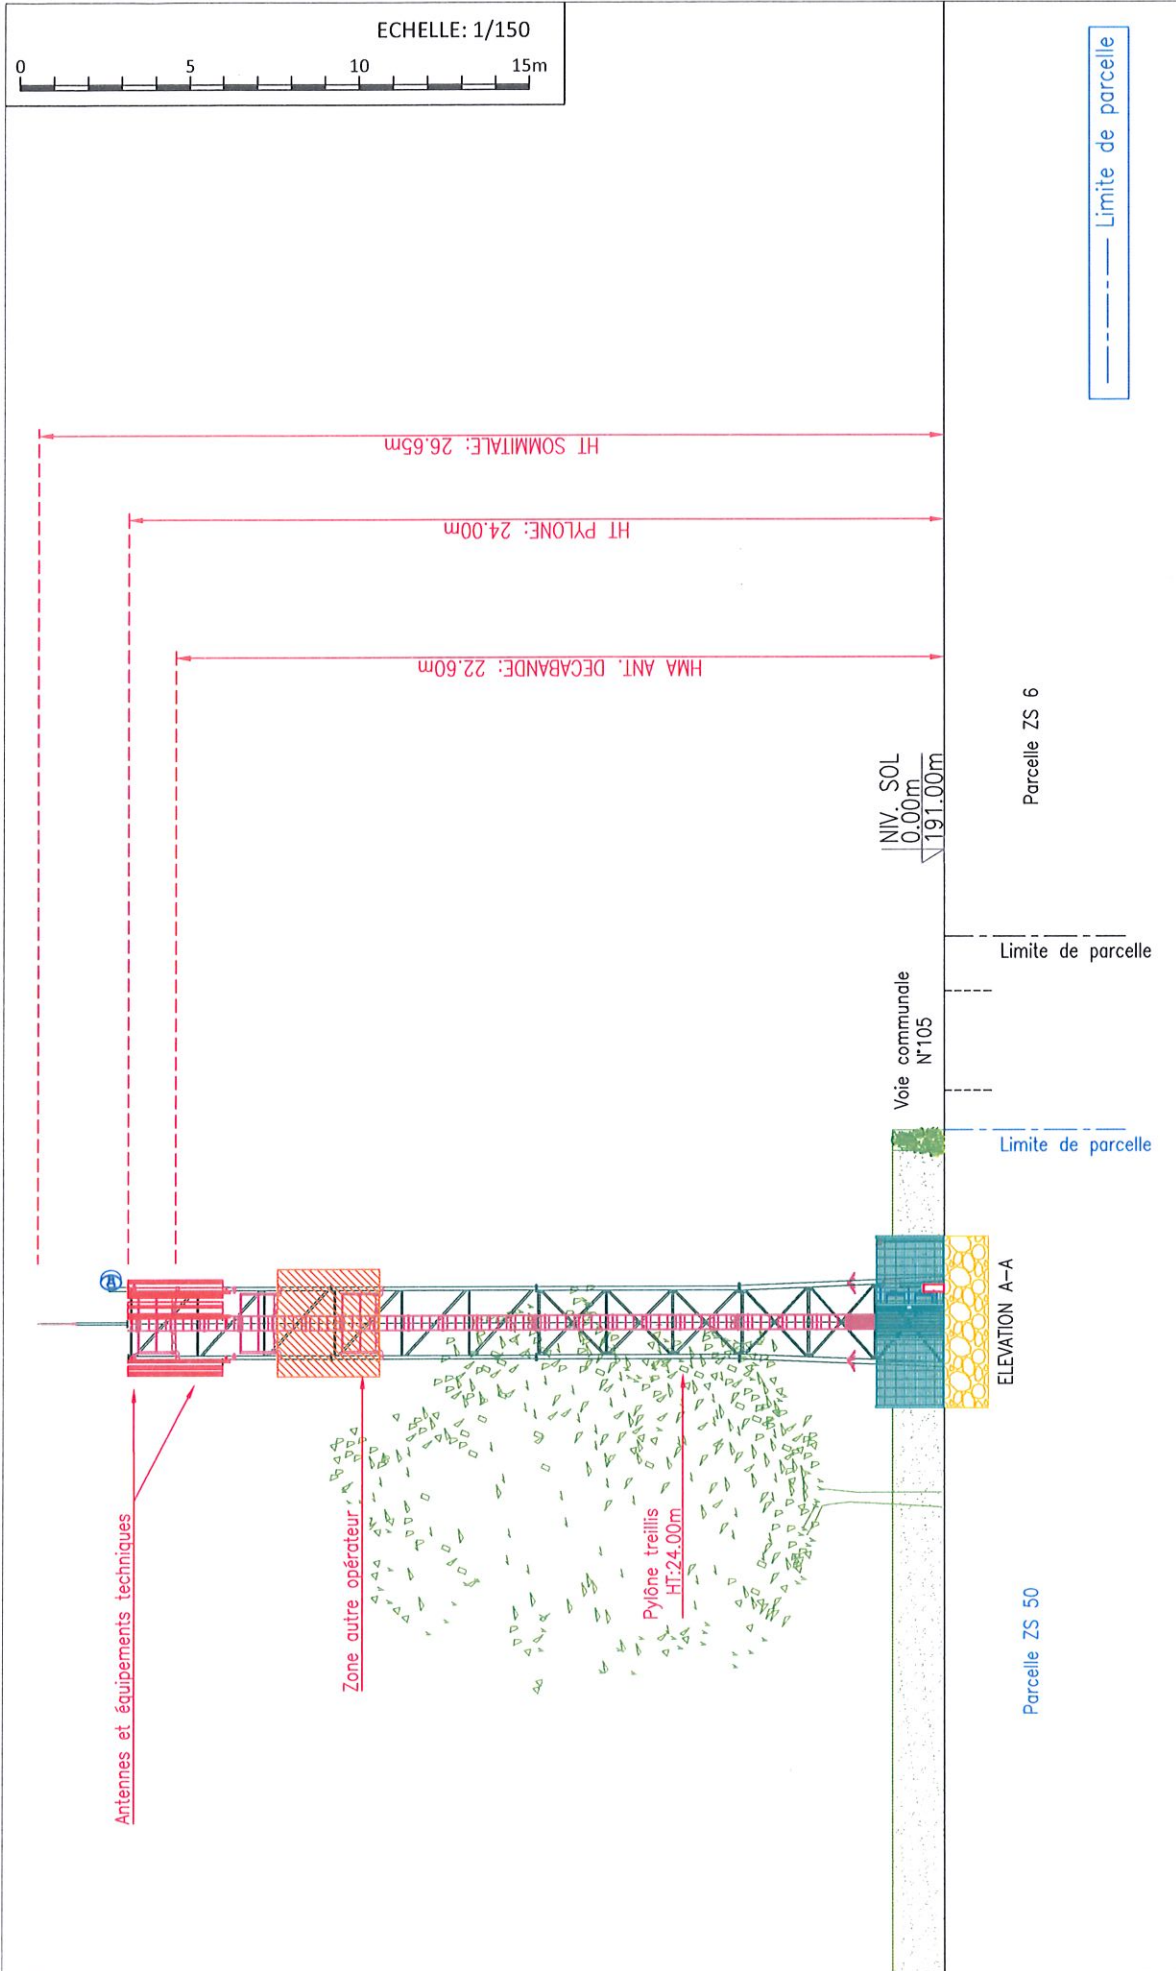 ECHELLE: 1/150
0 5 10 15m
Limite de parcelle
HT SOMMITALE: 26.65m
HT PYLONE: 24.00m
HMA ANT. DECABANDE: 22.60m
NIV. SOL
0.00m
191.00m
Parcelle ZS 6
Limite de parcelle
Voie communale
N°105
Limite de parcelle
A
ELEVATION A-A
Antennes et équipements techniques
Zone autre opérateur
Pylône treillis
HT:24.00m
Parcelle ZS 50